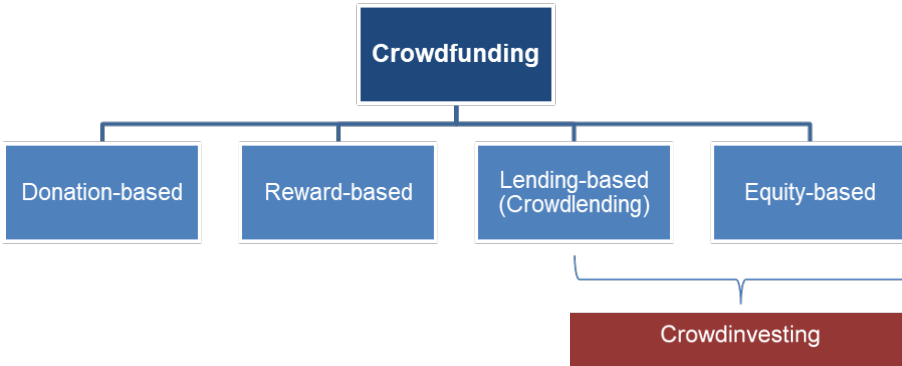 Crowdfunding
Donation-based
Reward-based
Lending-based
(Crowdlending)
Equity-based
Crowdinvesting